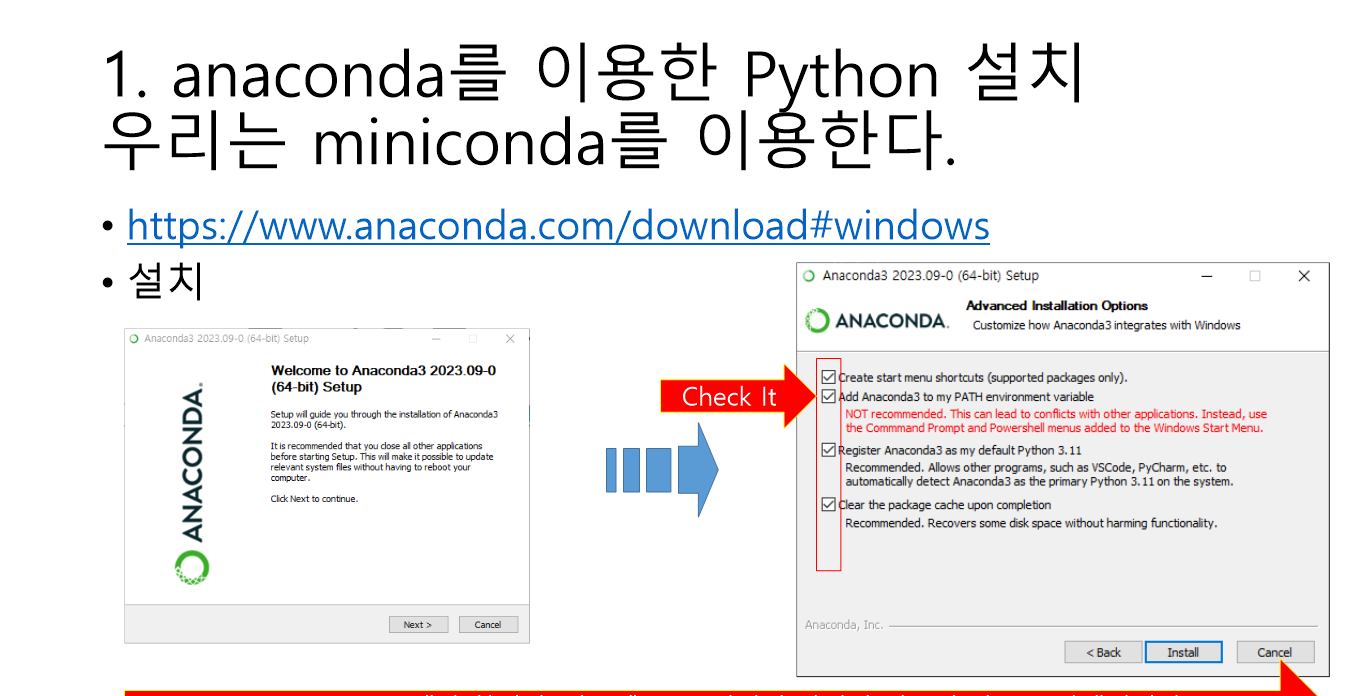 1. anaconda를 이용한 Python 설치
우리는 miniconda를 이용한다.
• https://www.anaconda.com/download#windows
• 설치
Anaconda3 2023.09-0 (64-bit) Setup
ANACONDA.
Welcome to Anaconda3 2023.09-0
(64-bit) Setup
Setup will guide you through the installation of Anaconda3
2023.09-0 (64-bit).
It is recommended that you close all other applications
before starting Setup. This will make it possible to update
relevant system files without having to reboot your
computer.
Click Next to continue.
Next >
Cancel
Check It
Anaconda3 2023.09-0 (64-bit) Setup
ANACONDA.
Advanced Installation Options
Customize how Anaconda3 integrates with Windows
Create start menu shortcuts (supported packages only).
Add Anaconda3 to my PATH environment variable
NOT recommended. This can lead to conflicts with other applications. Instead, use
the Commmand Prompt and Powershell menus added to the Windows Start Menu.
Register Anaconda3 as my default Python 3.11
Recommended. Allows other programs, such as VSCode, PyCharm, etc. to
automatically detect Anaconda3 as the primary Python 3.11 on the system.
Clear the package cache upon completion
Recommended. Recovers some disk space without harming functionality.
Anaconda, Inc.
< Back
Install
Cancel